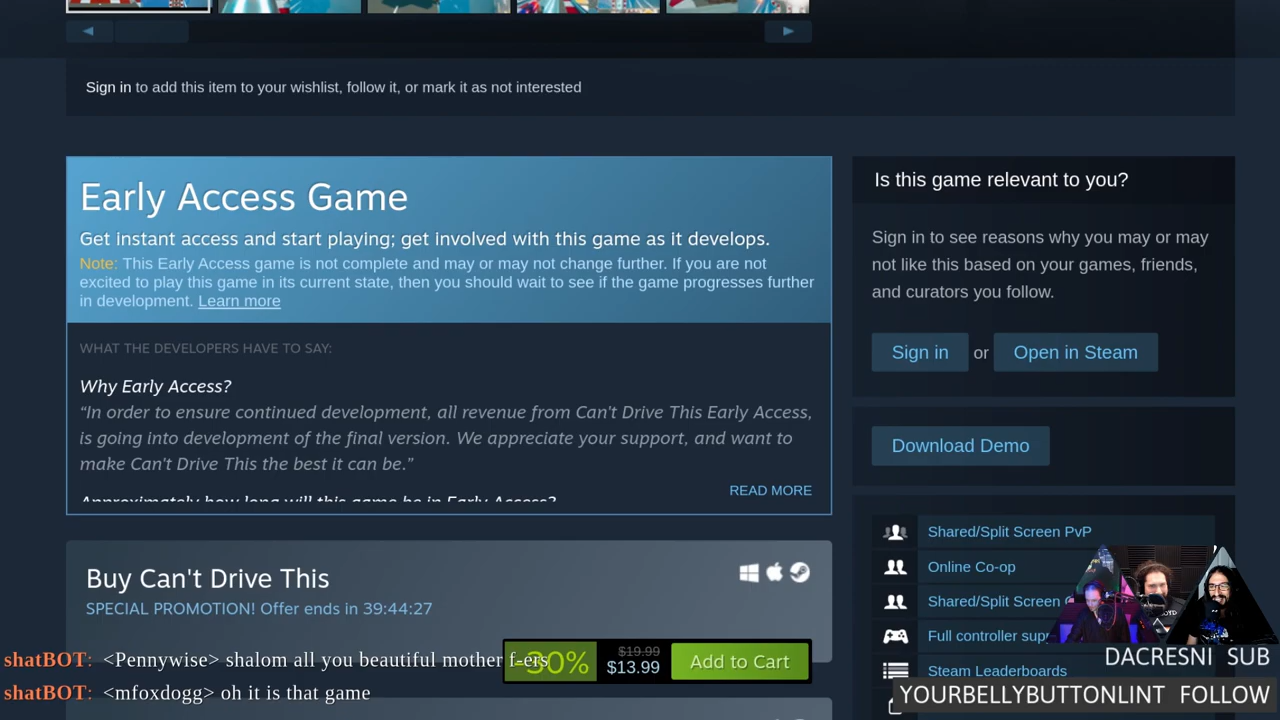 Sign in to add this item to your wishlist, follow it, or mark it as not interested
Early Access Game
Get instant access and start playing; get involved with this game as it develops.
Note: This Early Access game is not complete and may or may not change further. If you are not
excited to play this game in its current state, then you should wait to see if the game progresses further
in development. Learn more
WHAT THE DEVELOPERS HAVE TO SAY:
Why Early Access?
“In order to ensure continued development, all revenue from Can't Drive This Early Access,
is going into development of the final version. We appreciate your support, and want to
make Can't Drive This the best it can be.”
Approximately how long will this game be in Early Access?
READ MORE
Buy Can't Drive This
SPECIAL PROMOTION! Offer ends in 39:44:27
-30%
$19.99
$13.99
Add to Cart
Is this game relevant to you?
Sign in to see reasons why you may or may
not like this based on your games, friends,
and curators you follow.
Sign in or Open in Steam
Download Demo
Shared/Split Screen PvP
Online Co-op
Shared/Split Screen
Full controller
Steam Leaderboards
shatBOT: <Pennywise> shalom all you beautiful mother f-ers
shatBOT: <mfoxdogg> oh it is that game
DACRESNI SUB
YOURBELLYBUTTONLINT FOLLOW